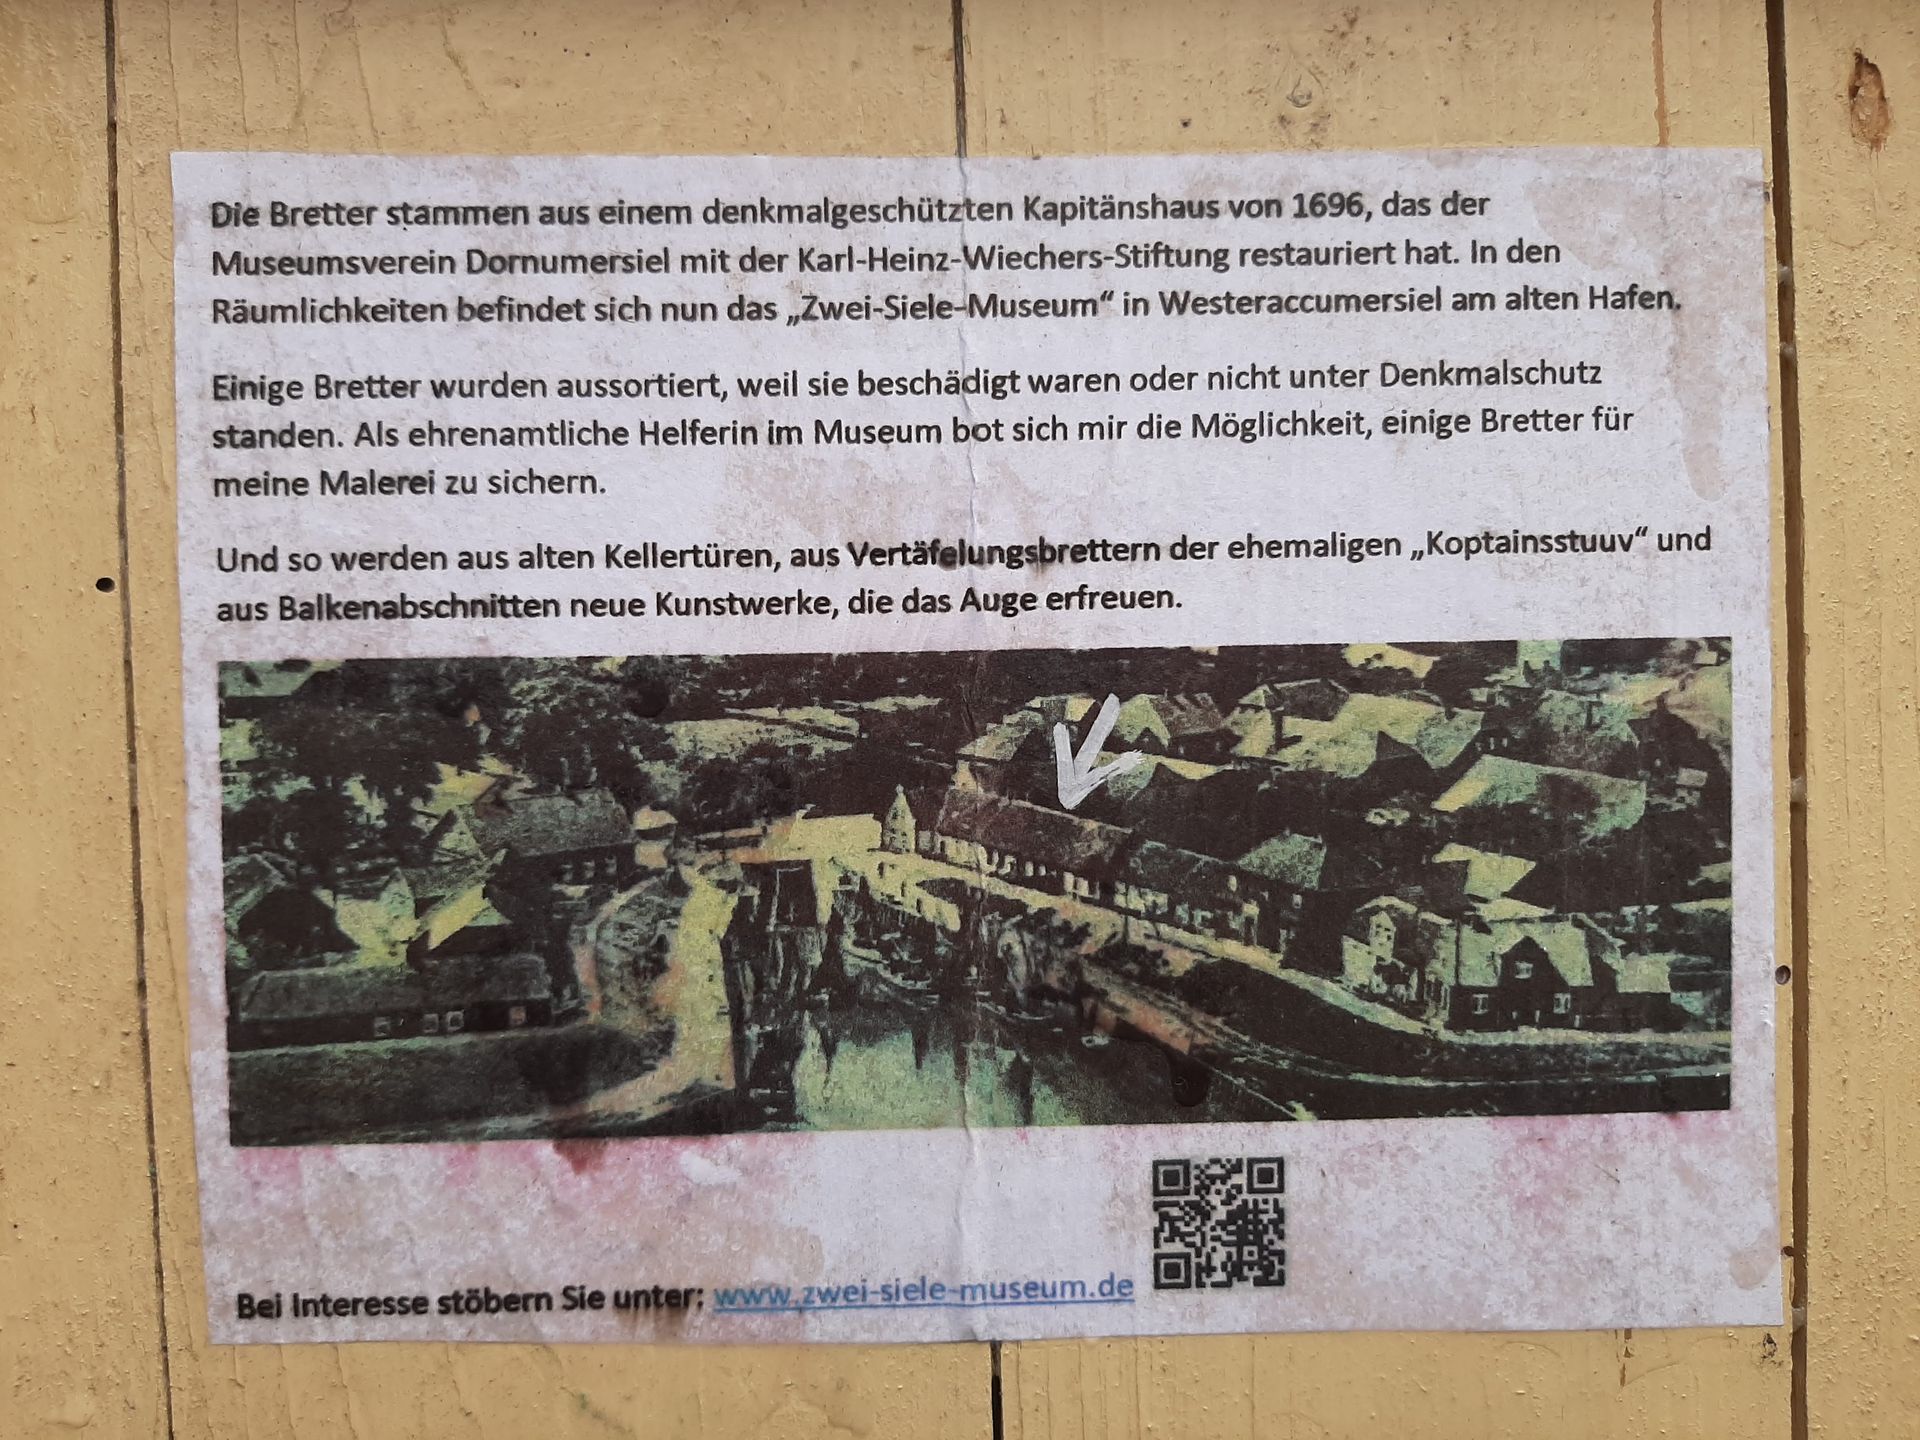 Die Bretter stammen aus einem denkmalgeschützten Kapitänshaus von 1696, das der
Museumsverein Dornumersiel mit der Karl-Heinz-Wiechers-Stiftung restauriert hat. In den
Räumlichkeiten befindet sich nun das „Zwei-Siele-Museum“ in Westeraccumersiel am alten Hafen.
Einige Bretter wurden aussortiert, weil sie beschädigt waren oder nicht unter Denkmalschutz
standen. Als ehrenamtliche Helferin im Museum bot sich mir die Möglichkeit, einige Bretter für
meine Malerei zu sichern.
Und so werden aus alten Kellertüren, aus Vertäfelungsbrettern der ehemaligen „Koptainsstuuv“ und
aus Balkenabschnitten neue Kunstwerke, die das Auge erfreuen.
Bei Interesse stöbern Sie unter: www.zwei-siele-museum.de